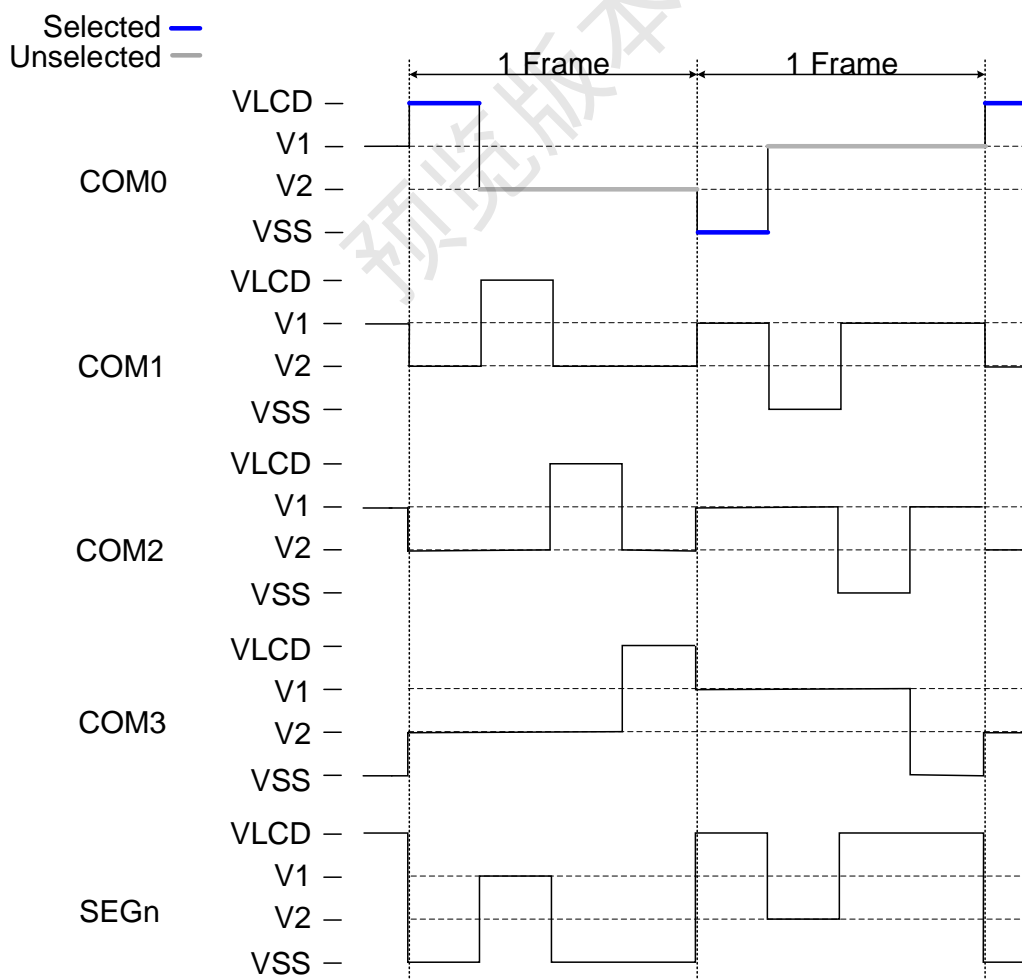 Selected
Unselected
1 Frame 1 Frame
VLCD
V1
COM0
V2
VSS
VLCD
V1
COM1
V2
VSS
VLCD
V1
COM2
V2
VSS
VLCD
V1
COM3
V2
VSS
VLCD
V1
SEGn
V2
VSS
预览版本